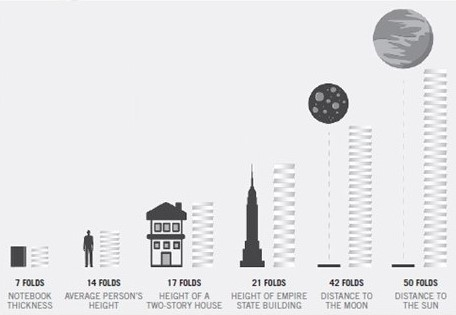 7 FOLDS
NOTEBOOK
THICKNESS
14 FOLDS
AVERAGE PERSON'S
HEIGHT
17 FOLDS
HEIGHT OF A
TWO-STORY HOUSE
21 FOLDS
HEIGHT OF EMPIRE
STATE BUILDING
42 FOLDS
DISTANCE TO
THE MOON
50 FOLDS
DISTANCE TO
THE SUN